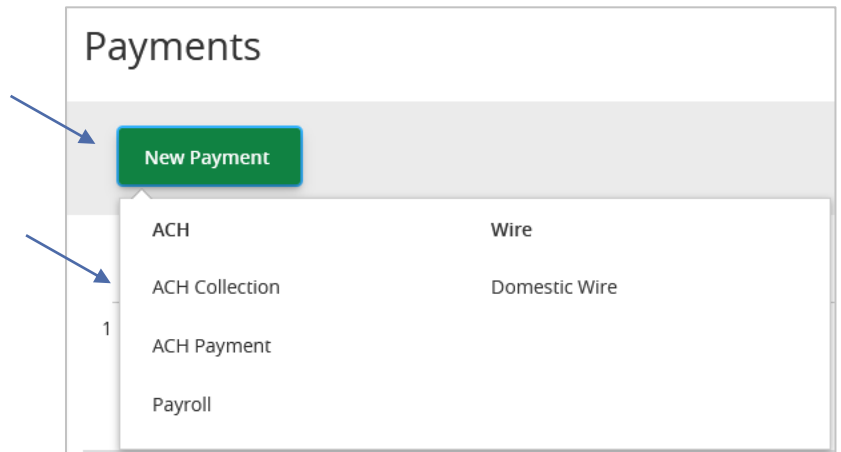 Payments
New Payment
ACH
Wire
ACH Collection
Domestic Wire
1
ACH Payment
Payroll